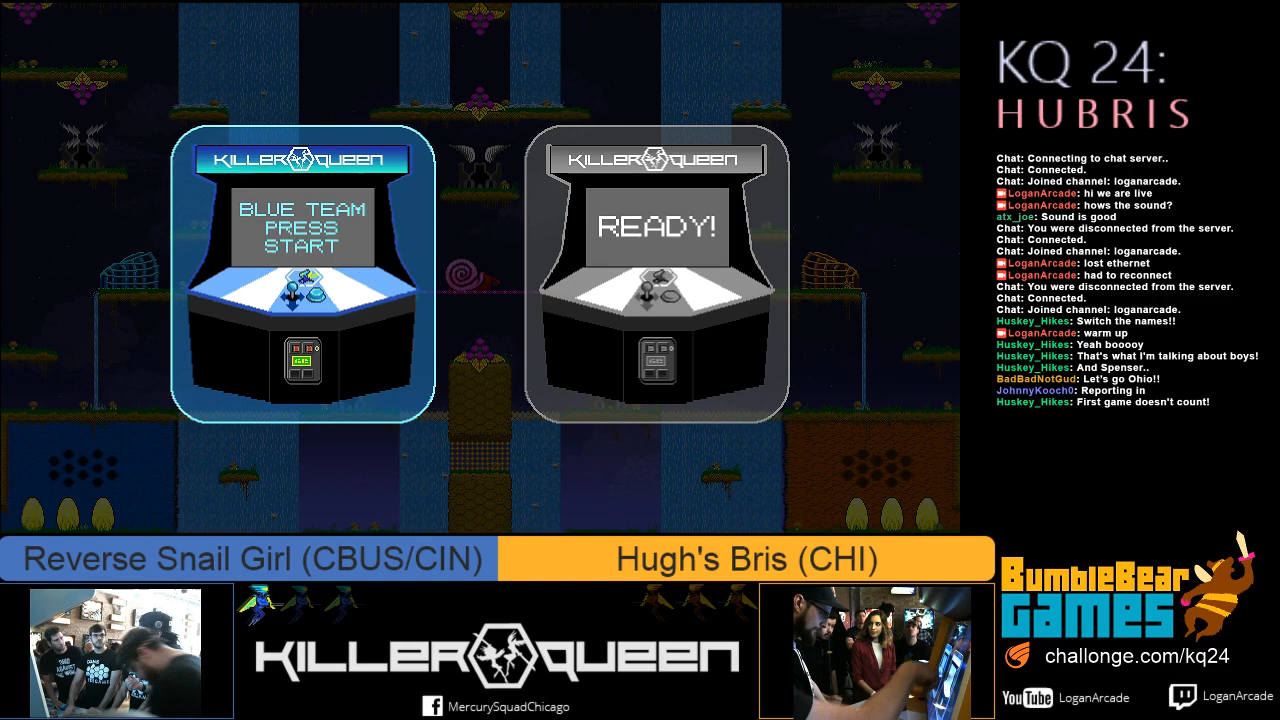 KILLER QUEEN
BLUE TEAM
PRESS
START
KILLER QUEEN
READY!
KQ 24:
HUBRIS
Chat: Connecting to chat server..
Chat: Connected.
Chat: Joined channel: loganarcade.
LoganArcade: hi we are live
LoganArcade: hows the sound?
atx_joe: Sound is good
Chat: You were disconnected from the server.
Chat: Connected.
Chat: Joined channel: loganarcade.
LoganArcade: lost ethernet
LoganArcade: had to reconnect
Chat: You were disconnected from the server.
Chat: Connected.
Chat: Joined channel: loganarcade.
Huskey_Hikes: Switch the names!!
LoganArcade: warm up
Huskey_Hikes: Yeah booooy
Huskey_Hikes: That's what I'm talking about boys!
Huskey_Hikes: And Spenser..
BadBadNotGud: Let's go Ohio!!
JohnnyKooch0: Reporting in
Huskey_Hikes: First game doesn't count!
Reverse Snail Girl (CBUS/CIN)
Hugh's Bris (CHI)
KILLER QUEEN
MercurySquadChicago
BumbleBear
Games
challonge.com/kq24
YouTube LoganArcade
LoganArcade